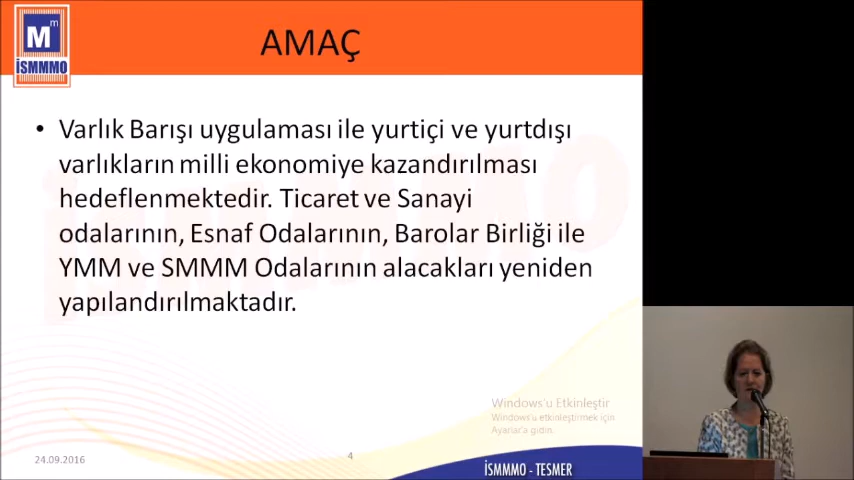 M m
İSMMMO
AMAÇ
• Varlık Barışı uygulaması ile yurtiçi ve yurtdışı
varlıkların milli ekonomiye kazandırılması
hedeflenmektedir. Ticaret ve Sanayi
odalarının, Esnaf Odalarının, Barolar Birliği ile
YMM ve SMMM Odalarının alacakları yeniden
yapılandırılmaktadır.
Windows'u Etkinleştir
Windows'u etkinleştirmek için
Ayarlar'a gidin.
24.09.2016
4
İSMMMO - TESMER